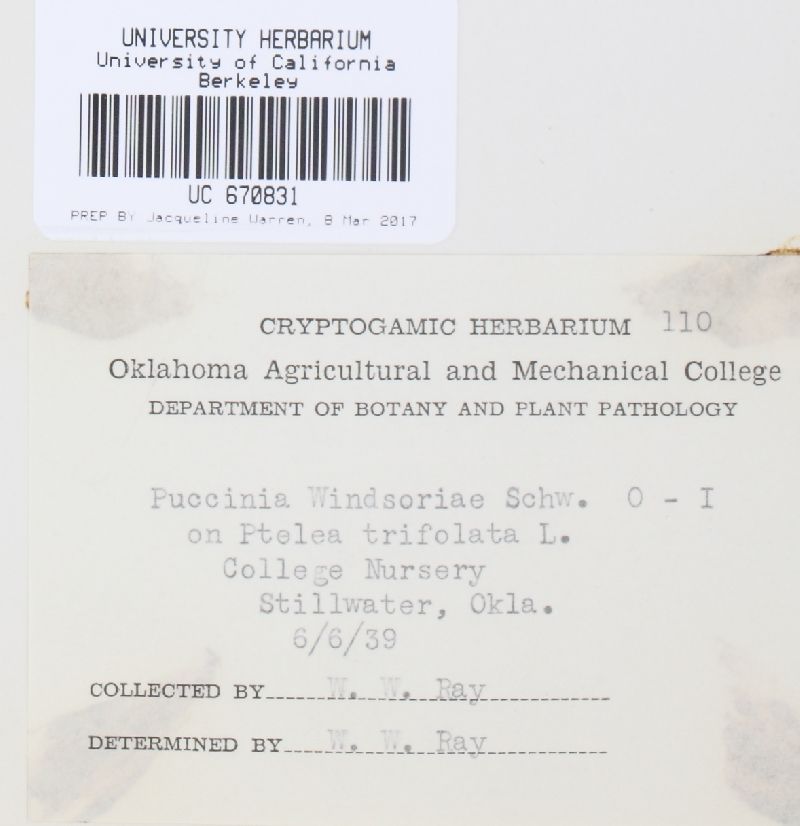 UNIVERSITY HERBARIUM
University of California
Berkeley
UC 670831
PREP BY Jacqueline Warren, 8 Mar 2017
CRYPTOGAMIC HERBARIUM 110
Oklahoma Agricultural and Mechanical College
DEPARTMENT OF BOTANY AND PLANT PATHOLOGY
Puccinia Windsoriae Schw. O - I
on Ptelea trifolata L.
College Nursery
Stillwater, Okla.
6/6/39
COLLECTED BY W. W. Ray
DETERMINED BY W. W. Ray